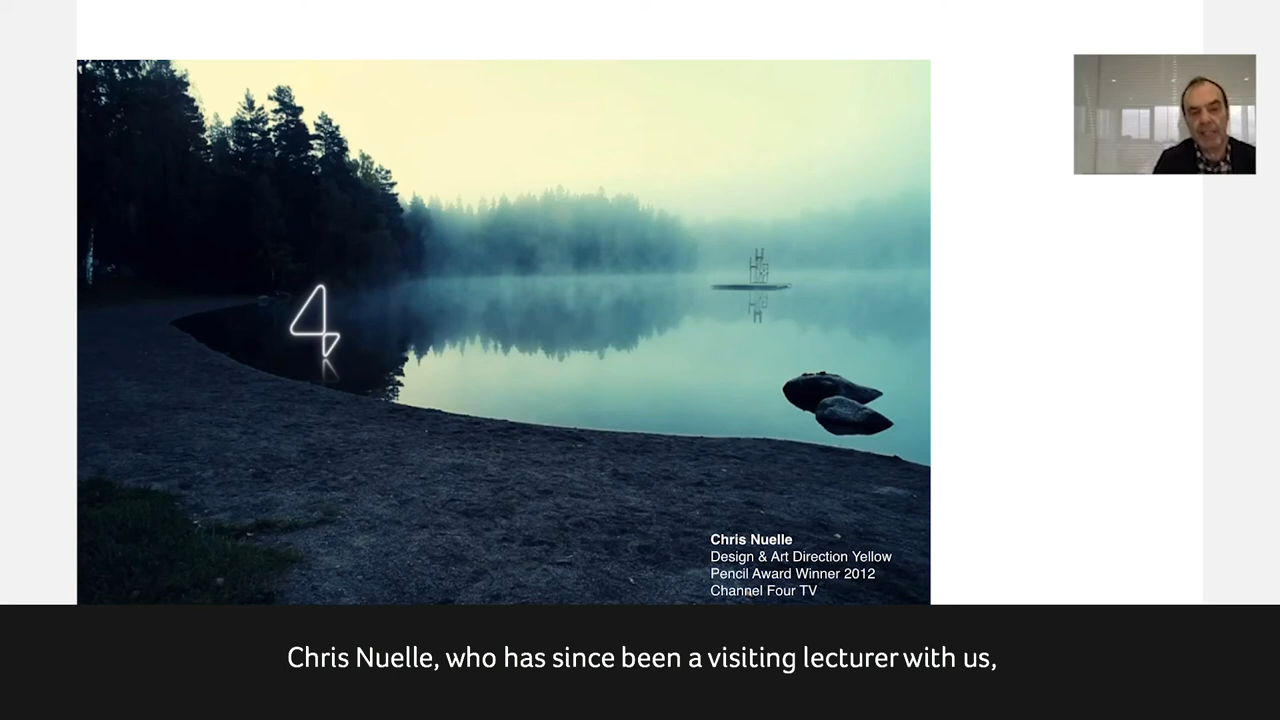 4
Chris Nuelle
Design & Art Direction Yellow
Pencil Award Winner 2012
Channel Four TV
Chris Nuelle, who has since been a visiting lecturer with us,